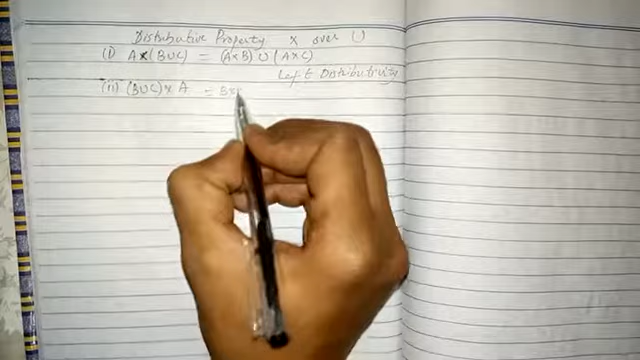 Distributive Property × over ∪
(i) A×(B∪C) = (A×B) ∪ (A×C)
Left Distributivity
(ii) (B∪C)×A = B×